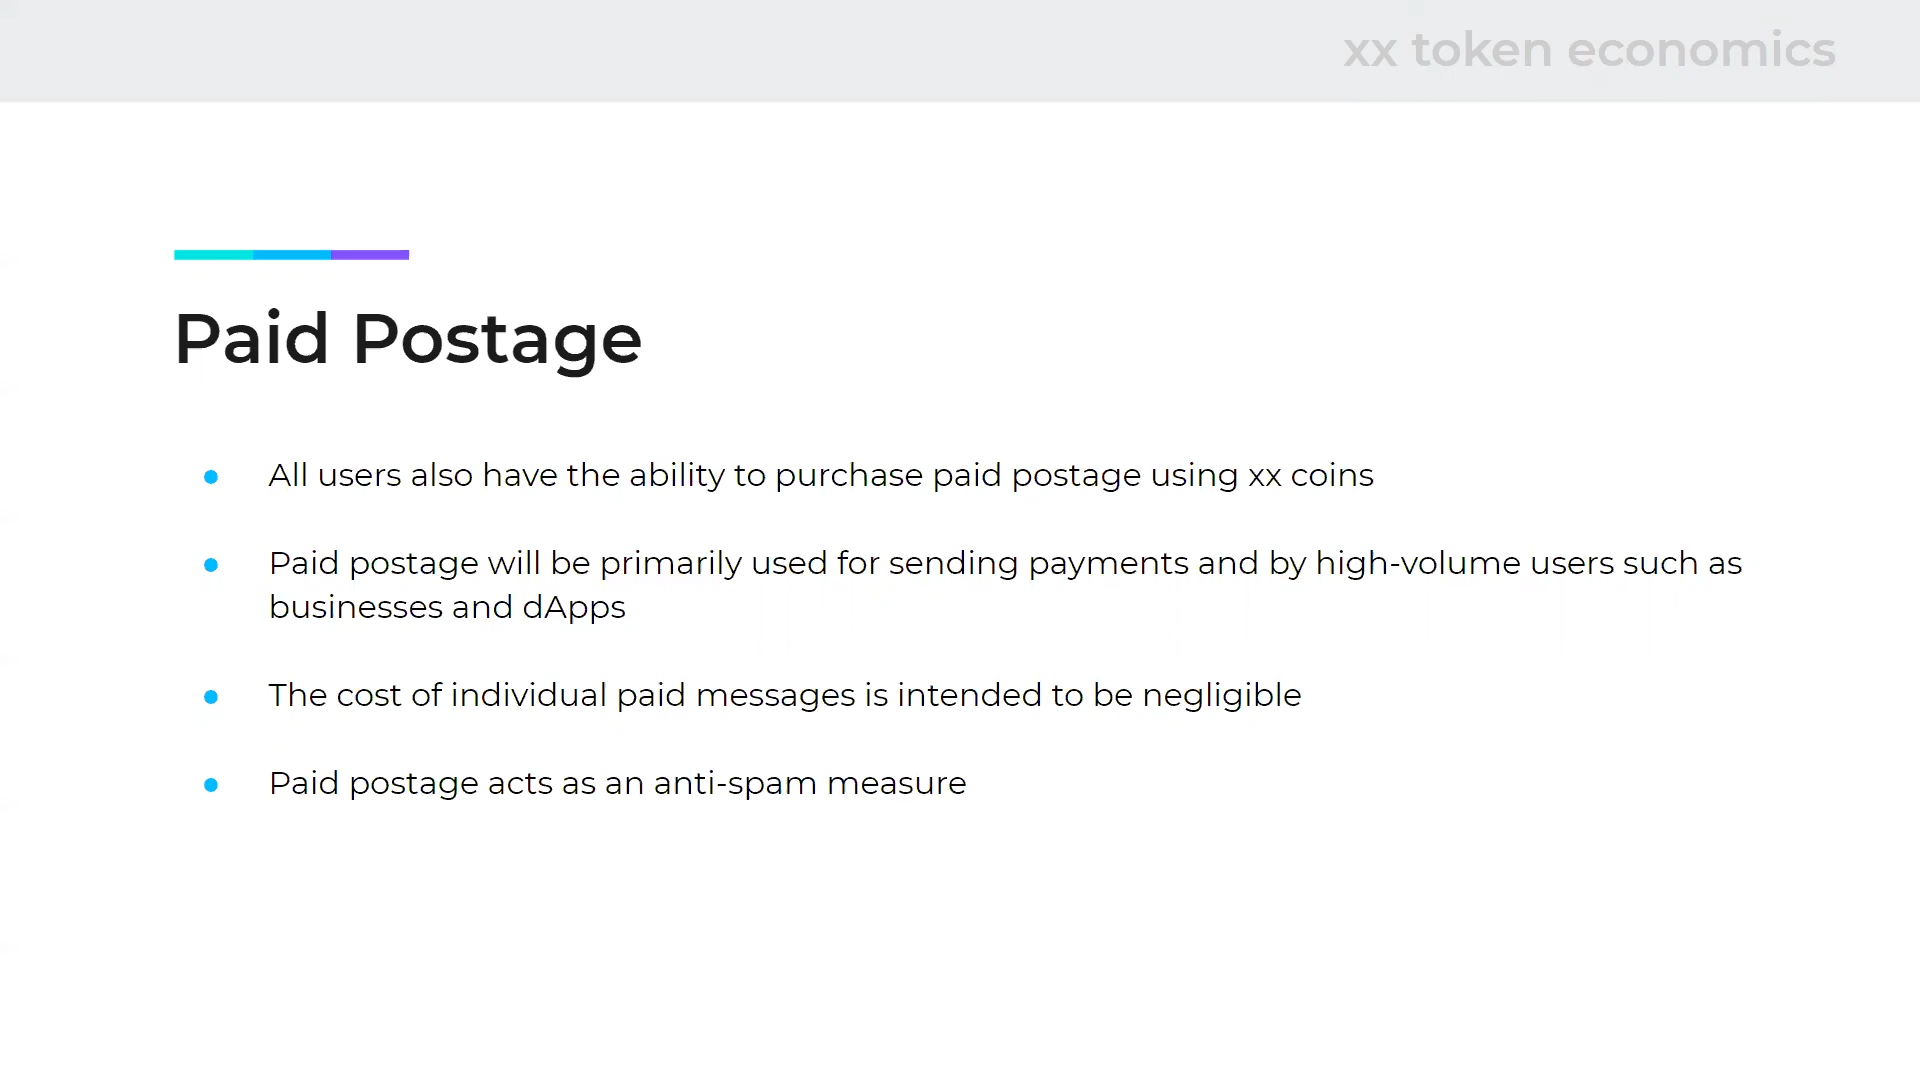 xx token economics
Paid Postage
● All users also have the ability to purchase paid postage using xx coins
● Paid postage will be primarily used for sending payments and by high-volume users such as
businesses and dApps
● The cost of individual paid messages is intended to be negligible
● Paid postage acts as an anti-spam measure